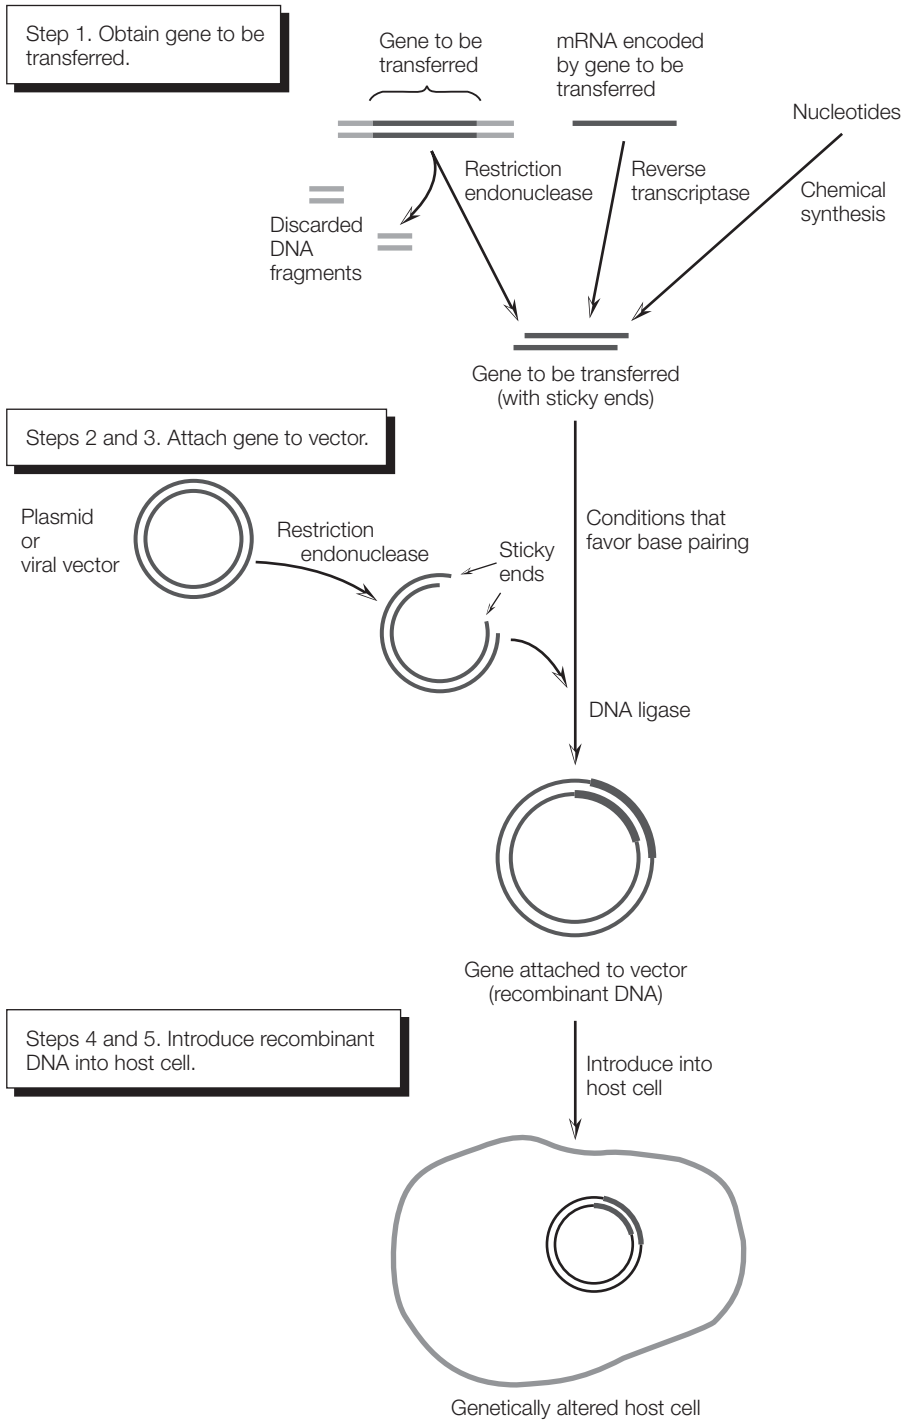 Step 1. Obtain gene to be
transferred.
Gene to be
transferred
mRNA encoded
by gene to be
transferred
Nucleotides
Restriction
endonuclease
Reverse
transcriptase
Chemical
synthesis
Discarded
DNA
fragments
Gene to be transferred
(with sticky ends)
Steps 2 and 3. Attach gene to vector.
Plasmid
or
viral vector
Restriction
endonuclease
Sticky
ends
Conditions that
favor base pairing
DNA ligase
Gene attached to vector
(recombinant DNA)
Steps 4 and 5. Introduce recombinant
DNA into host cell.
Introduce into
host cell
Genetically altered host cell